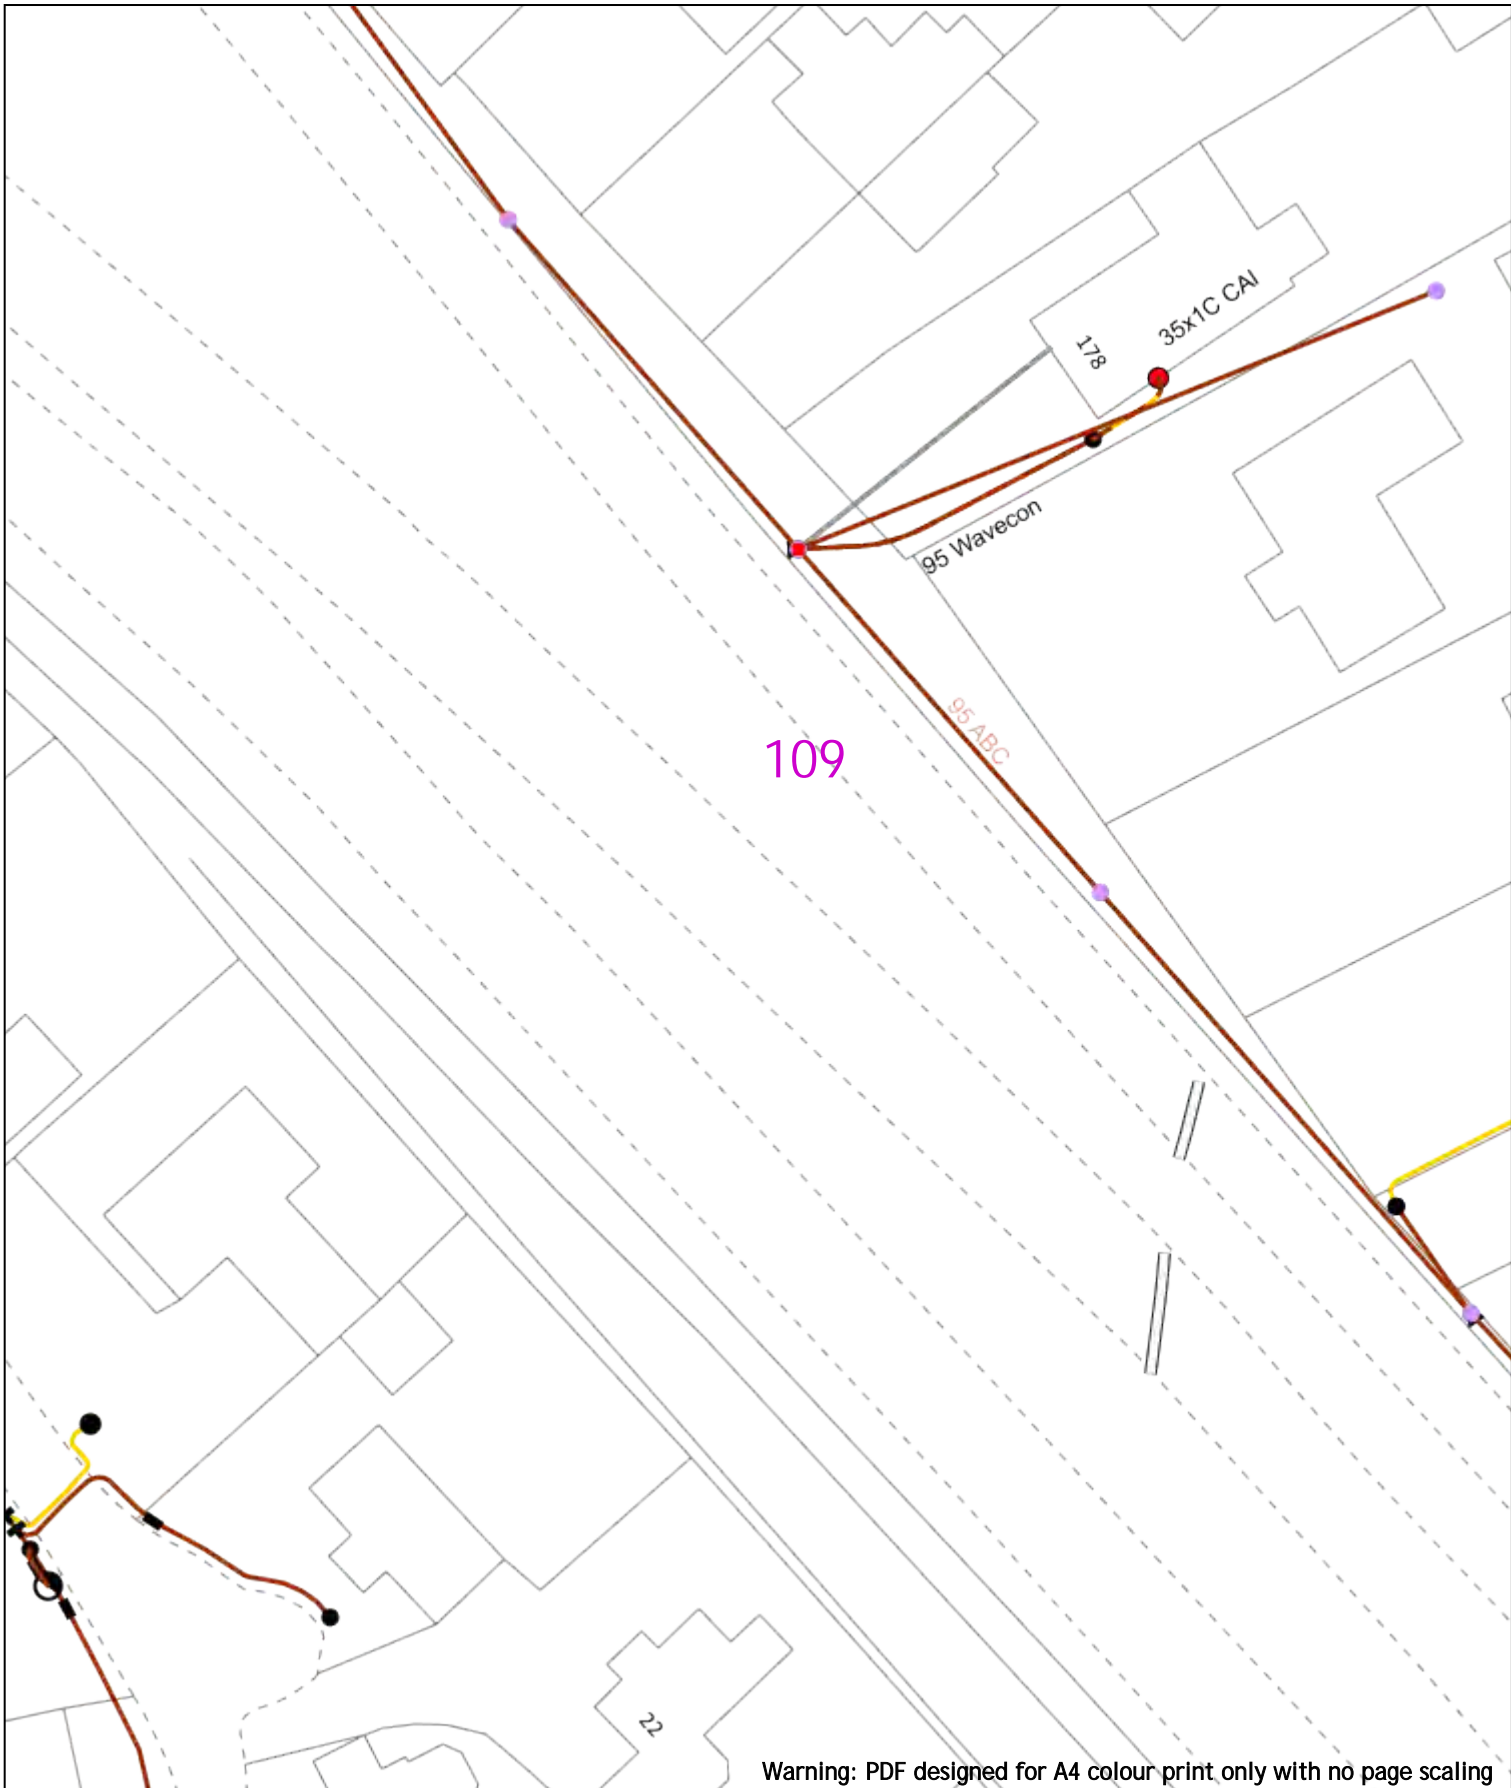 35x1C CAI
178
95 Wavecon
95 ABC
109
22
Warning: PDF designed for A4 colour print only with no page scaling